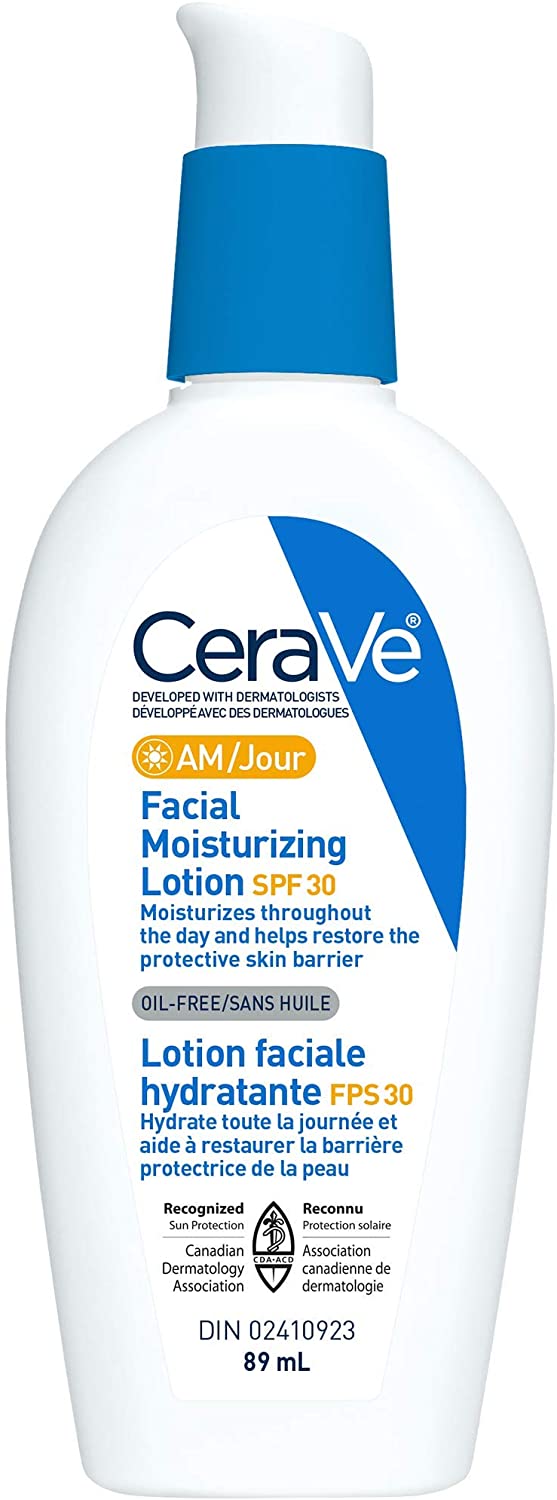 CeraVe®
DEVELOPED WITH DERMATOLOGISTS
DÉVELOPPÉ AVEC DES DERMATOLOGUES
AM/Jour
Facial
Moisturizing
Lotion SPF 30
Moisturizes throughout
the day and helps restore the
protective skin barrier
OIL-FREE/SANS HUILE
Lotion faciale
hydratante FPS 30
Hydrate toute la journée et
aide à restaurer la barrière
protectrice de la peau
Recognized
Sun Protection
Canadian
Dermatology
Association
CDA•ACD
Reconnu
Protection solaire
Association
canadienne de
dermatologie
DIN 02410923
89 mL